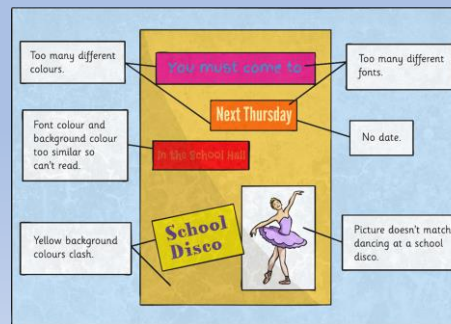 Too many different
colours.
You must come to
Too many different
fonts.
Next Thursday
No date.
Font colour and
background colour
too similar so
can't read.
In the School Hall
School
Disco
Yellow background
colours clash.
Picture doesn't match
dancing at a school
disco.